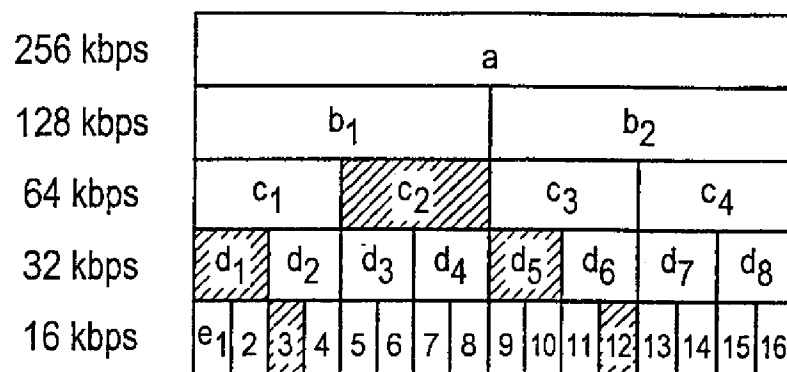 256 kbps a
128 kbps b1 b2
64 kbps c1 c2 c3 c4
32 kbps d1 d2 d3 d4 d5 d6 d7 d8
16 kbps e1 2 3 4 5 6 7 8 9 10 11 12 13 14 15 16